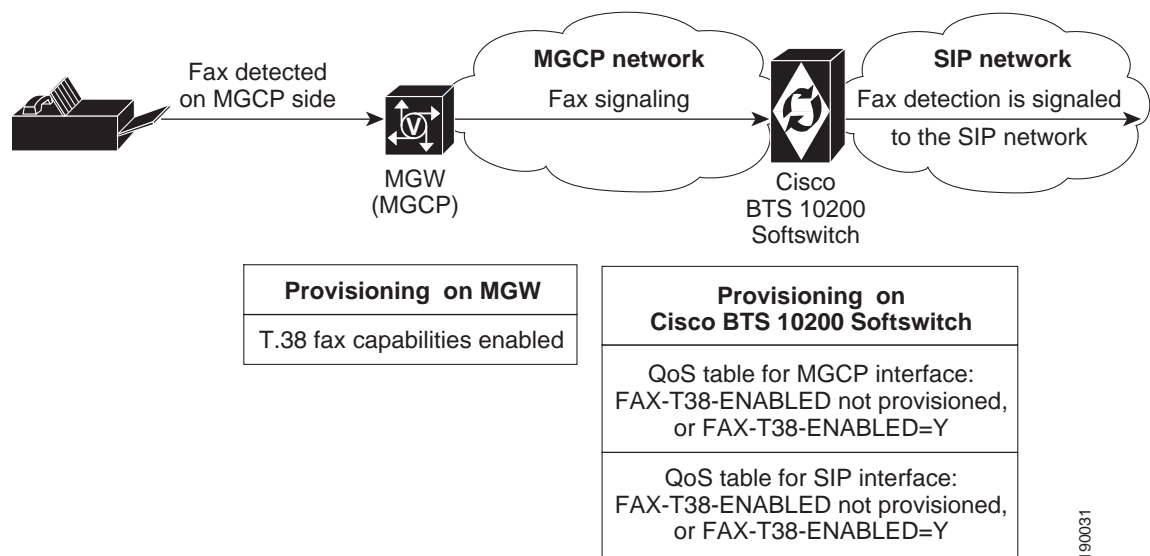 Fax detected
on MGCP side
V
MGW
(MGCP)
MGCP network
Fax signaling
Cisco
BTS 10200
Softswitch
SIP network
Fax detection is signaled
to the SIP network
Provisioning on MGW
T.38 fax capabilities enabled
Provisioning on
Cisco BTS 10200 Softswitch
QoS table for MGCP interface:
FAX-T38-ENABLED not provisioned,
or FAX-T38-ENABLED=Y
QoS table for SIP interface:
FAX-T38-ENABLED not provisioned,
or FAX-T38-ENABLED=Y
190031